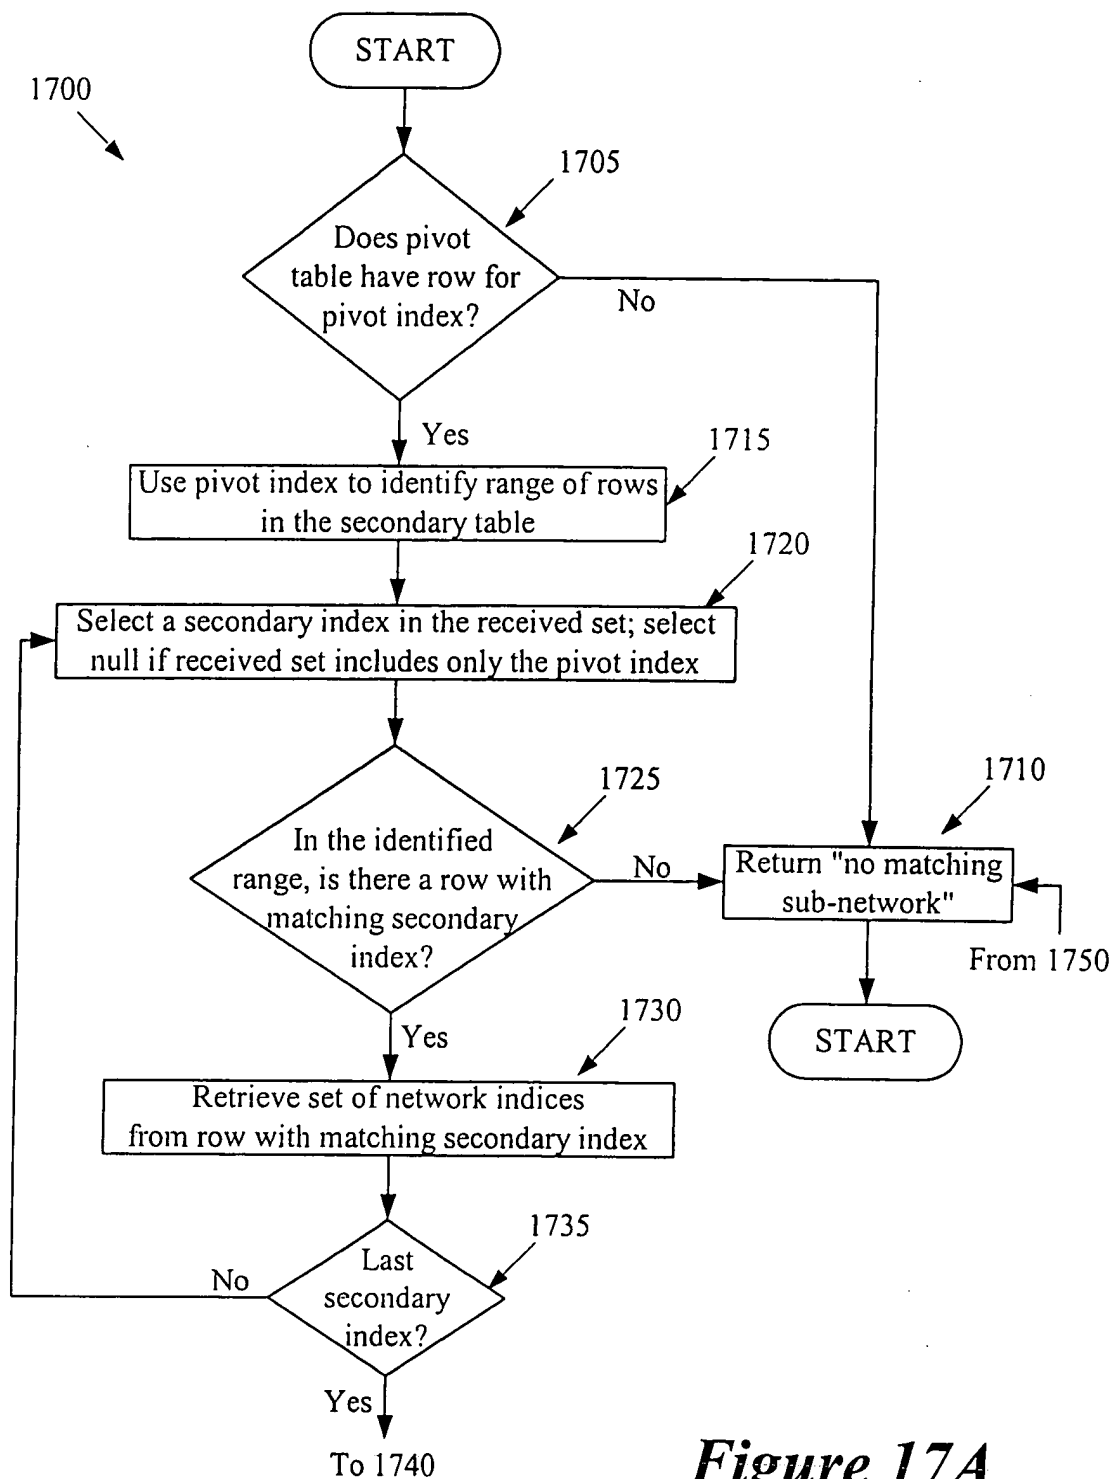 START
1700
1705
Does pivot
table have row for
pivot index?
No
Yes
1715
Use pivot index to identify range of rows
in the secondary table
1720
Select a secondary index in the received set; select
null if received set includes only the pivot index
1725
In the identified
range, is there a row with
matching secondary
index?
No
1710
Return "no matching
sub-network"
From 1750
START
Yes
1730
Retrieve set of network indices
from row with matching secondary index
1735
Last
secondary
index?
No
Yes
To 1740
Figure 17A